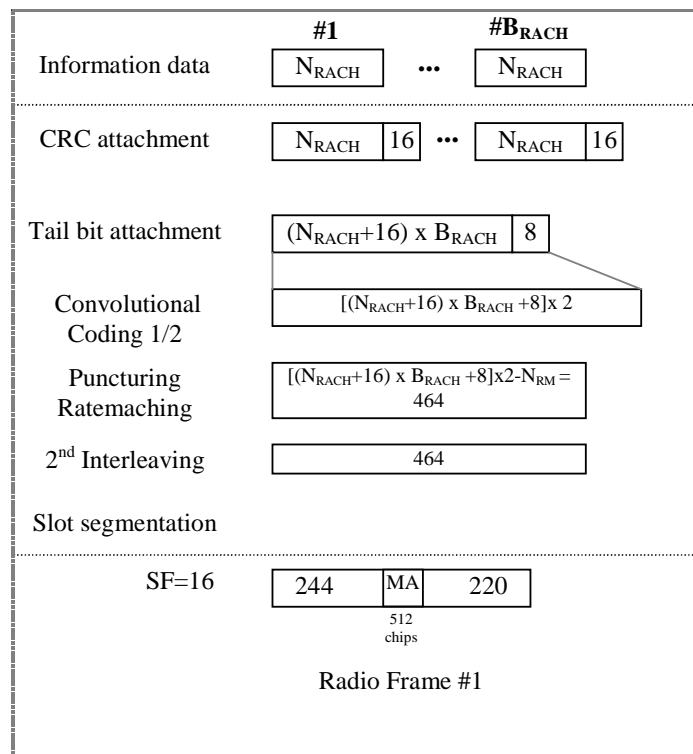 #1 #B_RACH
Information data N_RACH ... N_RACH
CRC attachment N_RACH 16 ... N_RACH 16
Tail bit attachment (N_RACH+16) x B_RACH 8
Convolutional
Coding 1/2
[(N_RACH+16) x B_RACH +8]x 2
Puncturing
Ratemaching
[(N_RACH+16) x B_RACH +8]x2-N_RM =
464
2nd Interleaving 464
Slot segmentation
SF=16 244 MA 220
512
chips
Radio Frame #1